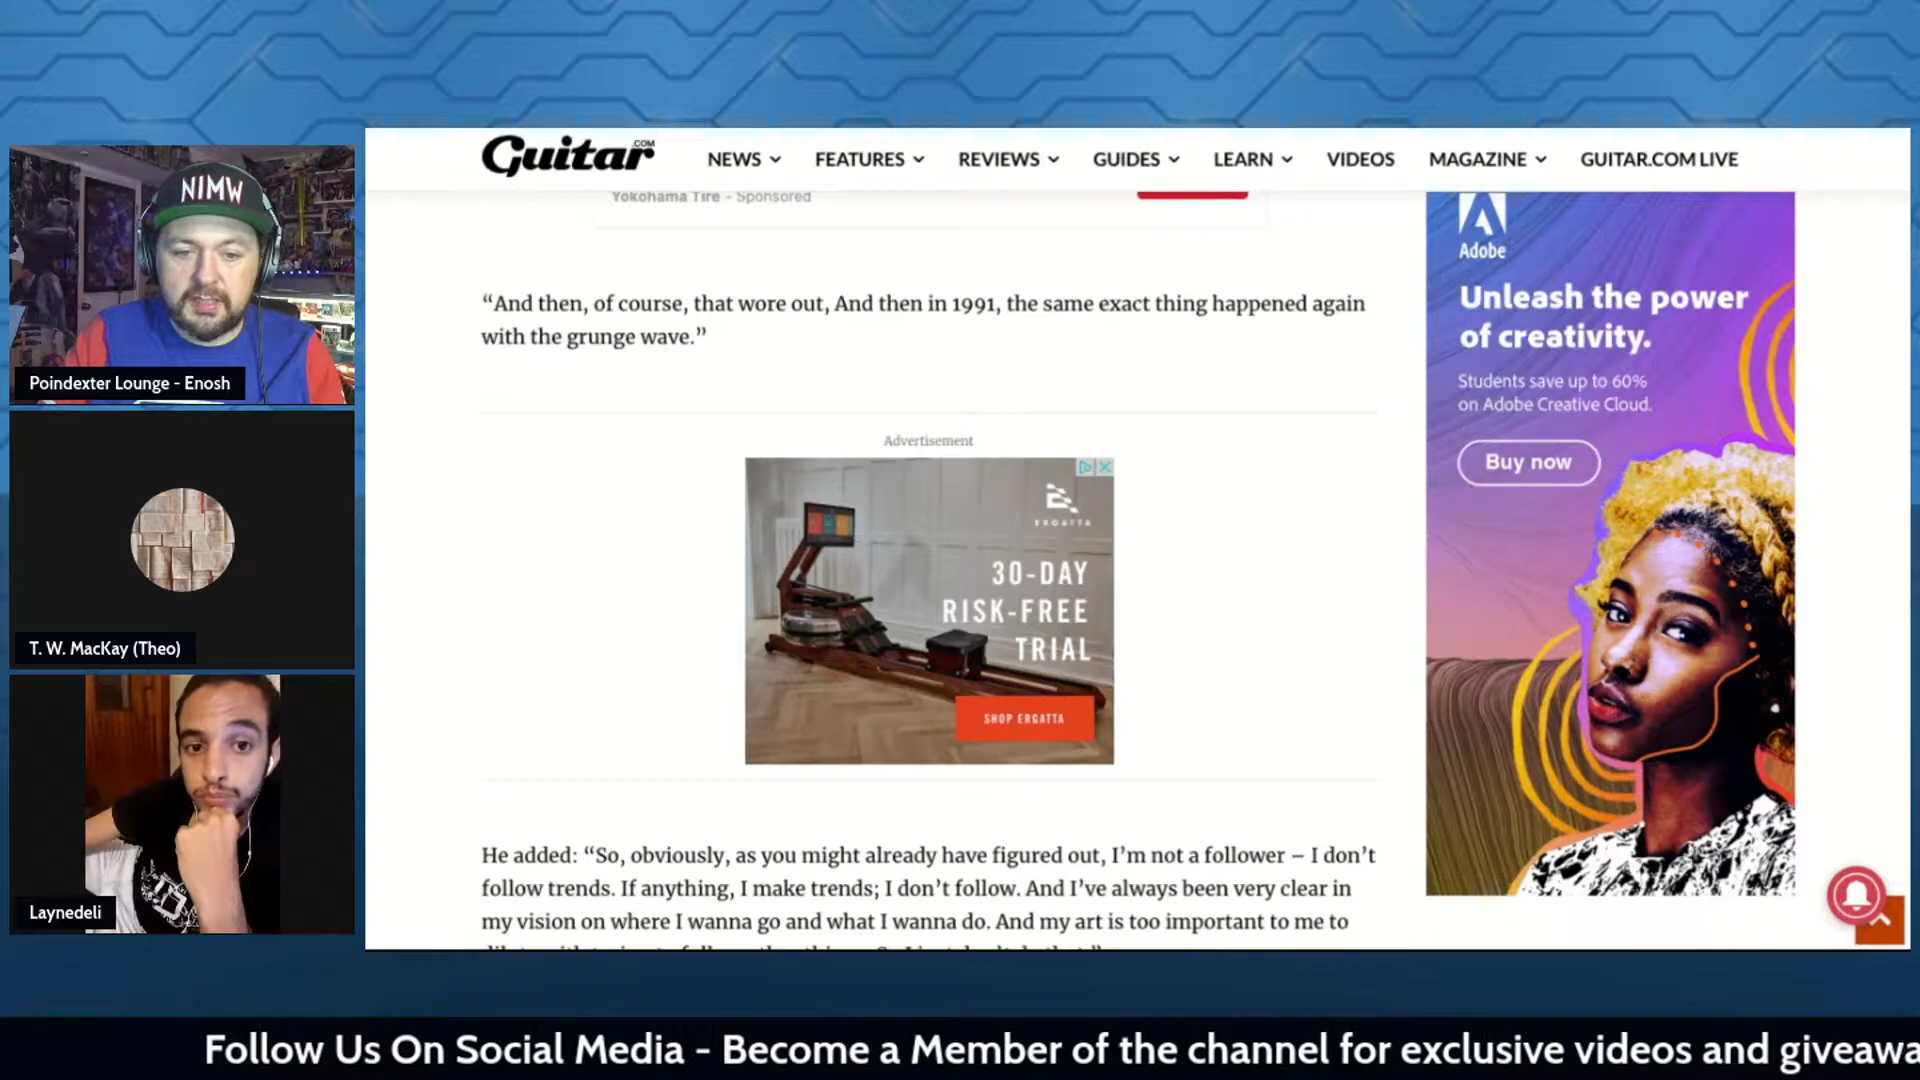 NIMW
Poindexter Lounge - Enosh
T. W. MacKay (Theo)
Laynedeli
Guitar.COM
NEWS
FEATURES
REVIEWS
GUIDES
LEARN
VIDEOS
MAGAZINE
GUITAR.COM LIVE
Yokohama Tire - Sponsored
“And then, of course, that wore out, And then in 1991, the same exact thing happened again
with the grunge wave.”
Advertisement
ERGATTA
30-DAY
RISK-FREE
TRIAL
SHOP ERGATTA
He added: “So, obviously, as you might already have figured out, I’m not a follower – I don’t
follow trends. If anything, I make trends; I don’t follow. And I’ve always been very clear in
my vision on where I wanna go and what I wanna do. And my art is too important to me to
Adobe
Unleash the power
of creativity.
Students save up to 60%
on Adobe Creative Cloud.
Buy now
Follow Us On Social Media - Become a Member of the channel for exclusive videos and giveawa